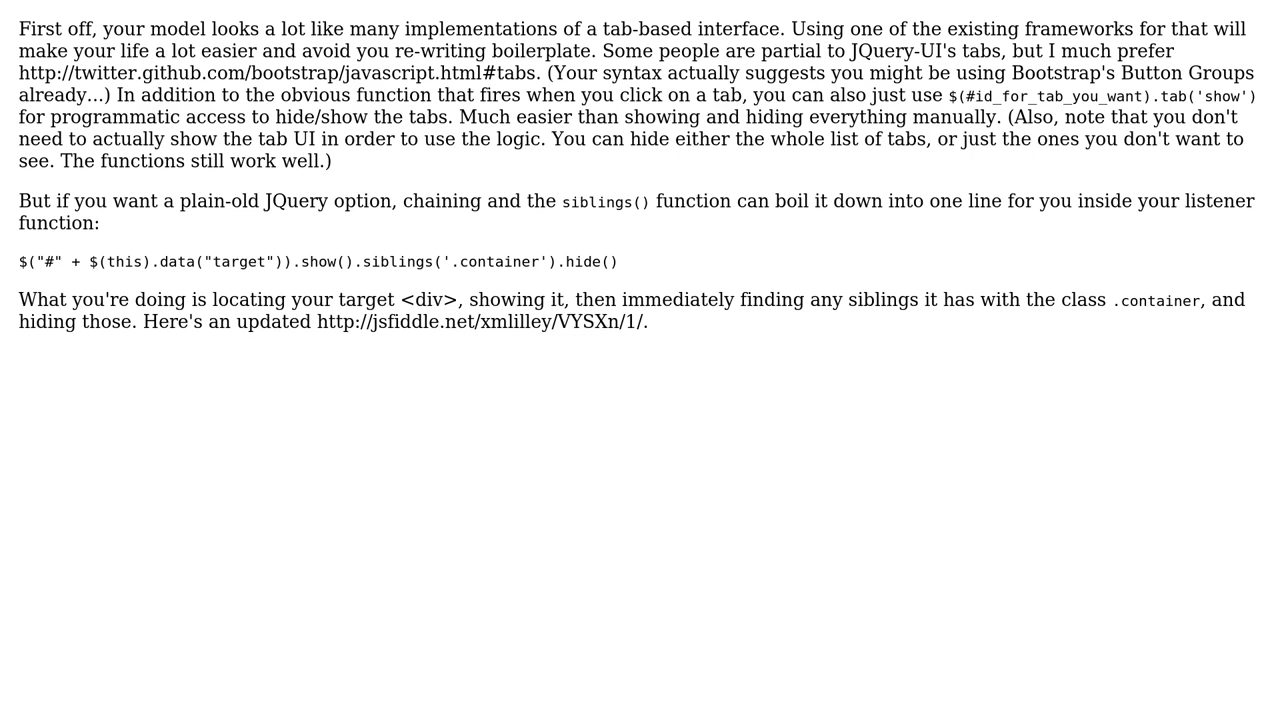 First off, your model looks a lot like many implementations of a tab-based interface. Using one of the existing frameworks for that will
make your life a lot easier and avoid you re-writing boilerplate. Some people are partial to JQuery-UI's tabs, but I much prefer
http://twitter.github.com/bootstrap/javascript.html#tabs. (Your syntax actually suggests you might be using Bootstrap's Button Groups
already...) In addition to the obvious function that fires when you click on a tab, you can also just use $(#id_for_tab_you_want).tab('show')
for programmatic access to hide/show the tabs. Much easier than showing and hiding everything manually. (Also, note that you don't
need to actually show the tab UI in order to use the logic. You can hide either the whole list of tabs, or just the ones you don't want to
see. The functions still work well.)
But if you want a plain-old JQuery option, chaining and the siblings() function can boil it down into one line for you inside your listener
function:
$("#" + $(this).data("target")).show().siblings('.container').hide()
What you're doing is locating your target <div>, showing it, then immediately finding any siblings it has with the class .container, and
hiding those. Here's an updated http://jsfiddle.net/xmlilley/VYSXn/1/.